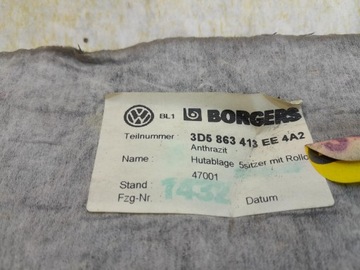 BL1 BORGERS
Teilnummer : 3D5 863 413 EE 4A2
Anthrazit
Name : Hutablage 5sitzer mit Rollo
47001
Stand : 1432
Fzg-Nr. Datum